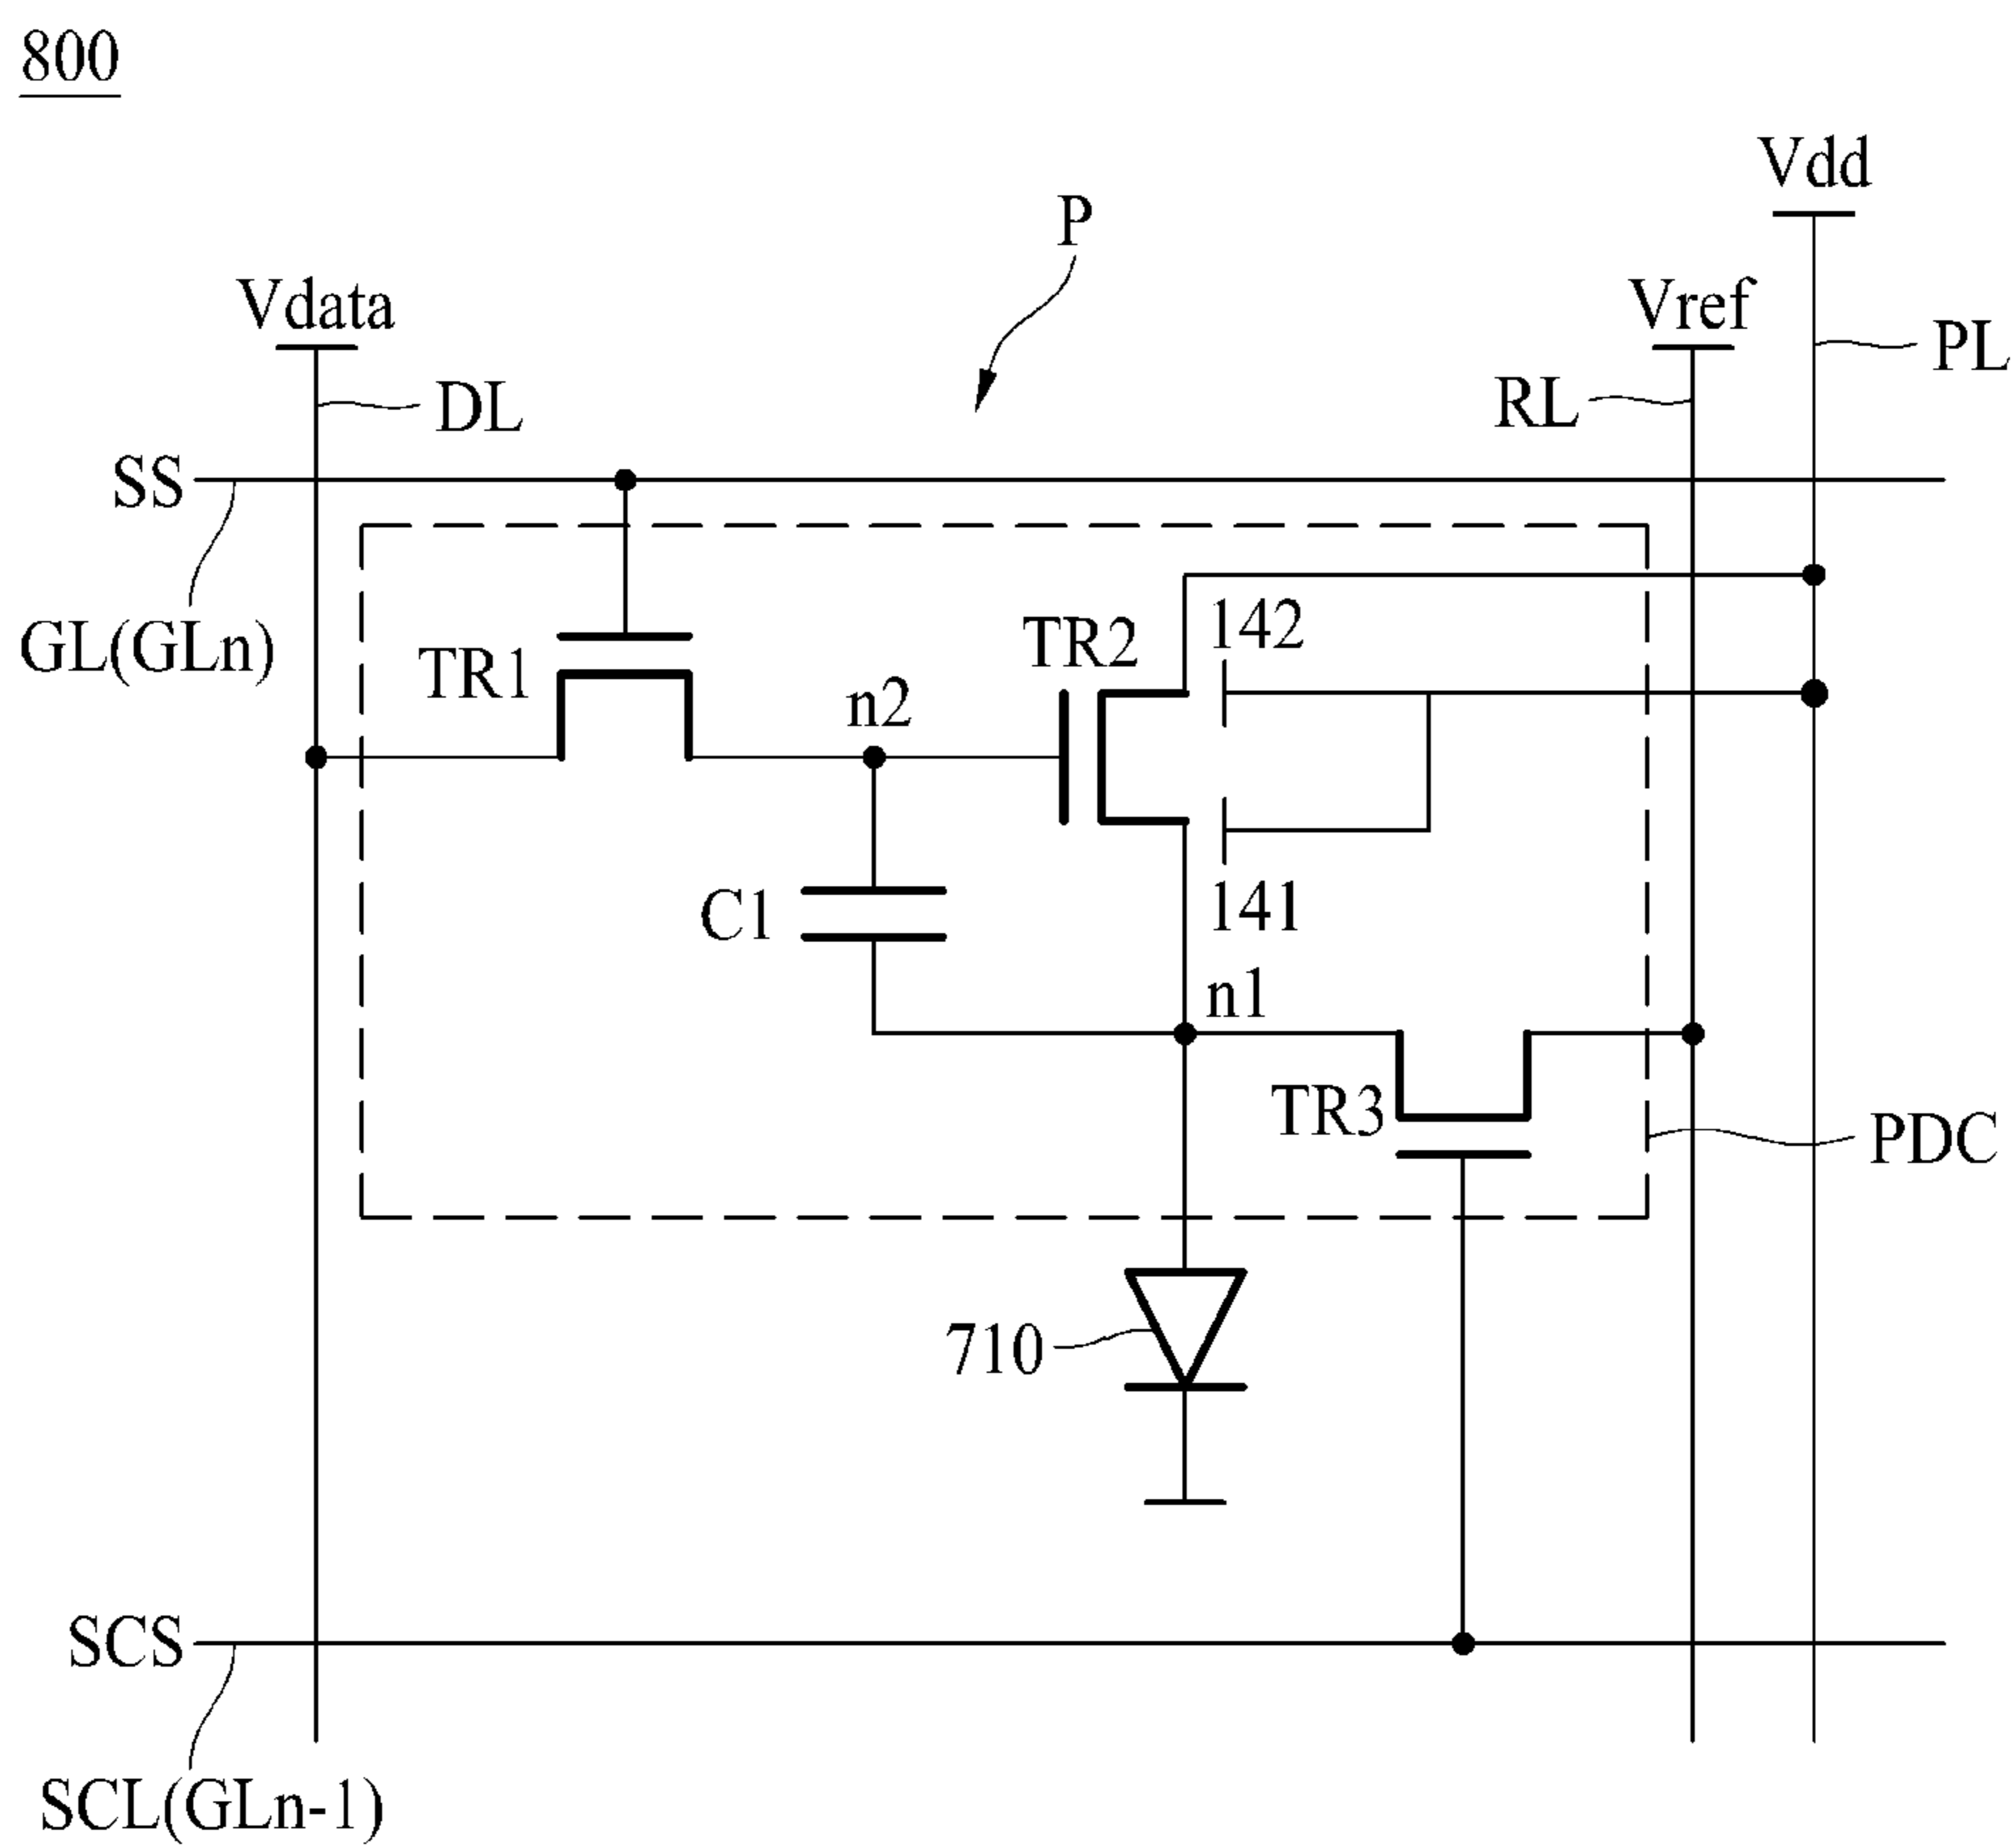 800
Vdd
P
Vdata
Vref
PL
DL
RL
SS
GL(GLn)
TR1
n2
TR2
142
C1
141
n1
TR3
PDC
710
SCS
SCL(GLn-1)